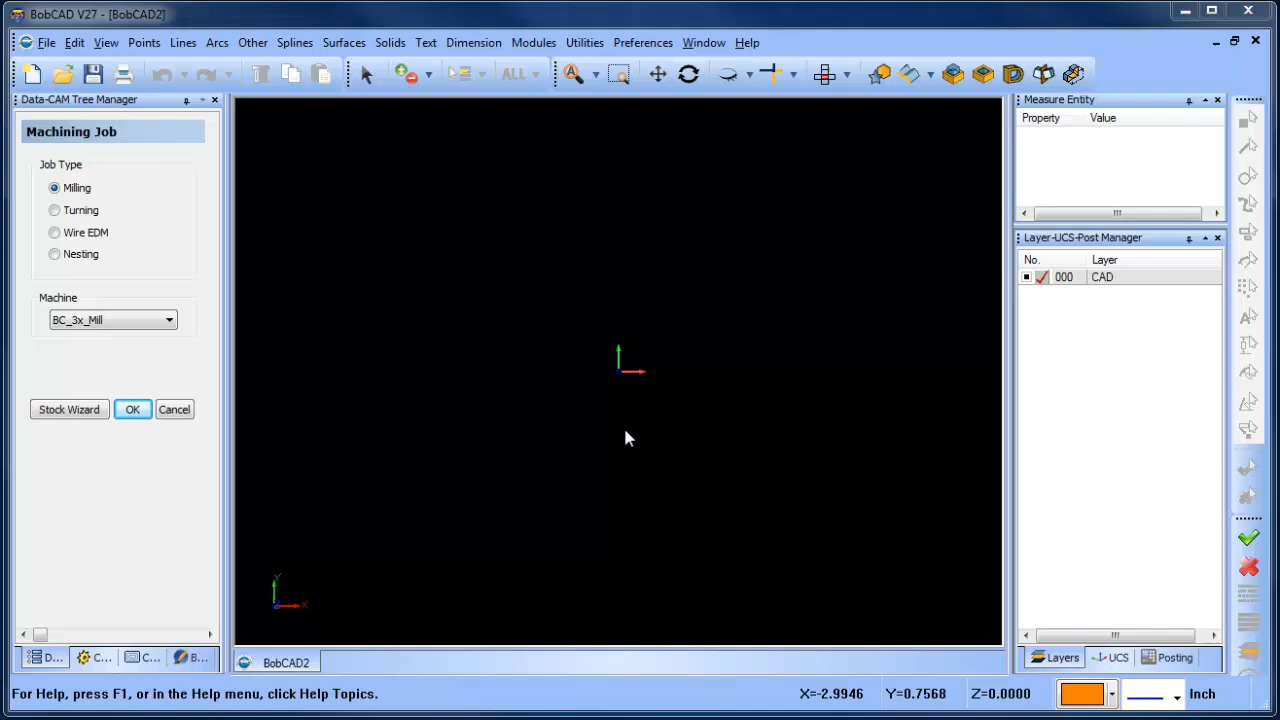 BobCAD V27 - [BobCAD2]
File Edit View Points Lines Arcs Other Splines Surfaces Solids Text Dimension Modules Utilities Preferences Window Help
ALL
Data-CAM Tree Manager
Machining Job
Job Type
Milling
Turning
Wire EDM
Nesting
Machine
BC_3x_Mill
Stock Wizard OK Cancel
D... C... C... B...
Y
X
BobCAD2
Measure Entity
Property Value
Layer-UCS-Post Manager
No. Layer
000 CAD
Layers UCS Posting
For Help, press F1, or in the Help menu, click Help Topics.
X=-2.9946 Y=0.7568 Z=0.0000 Inch